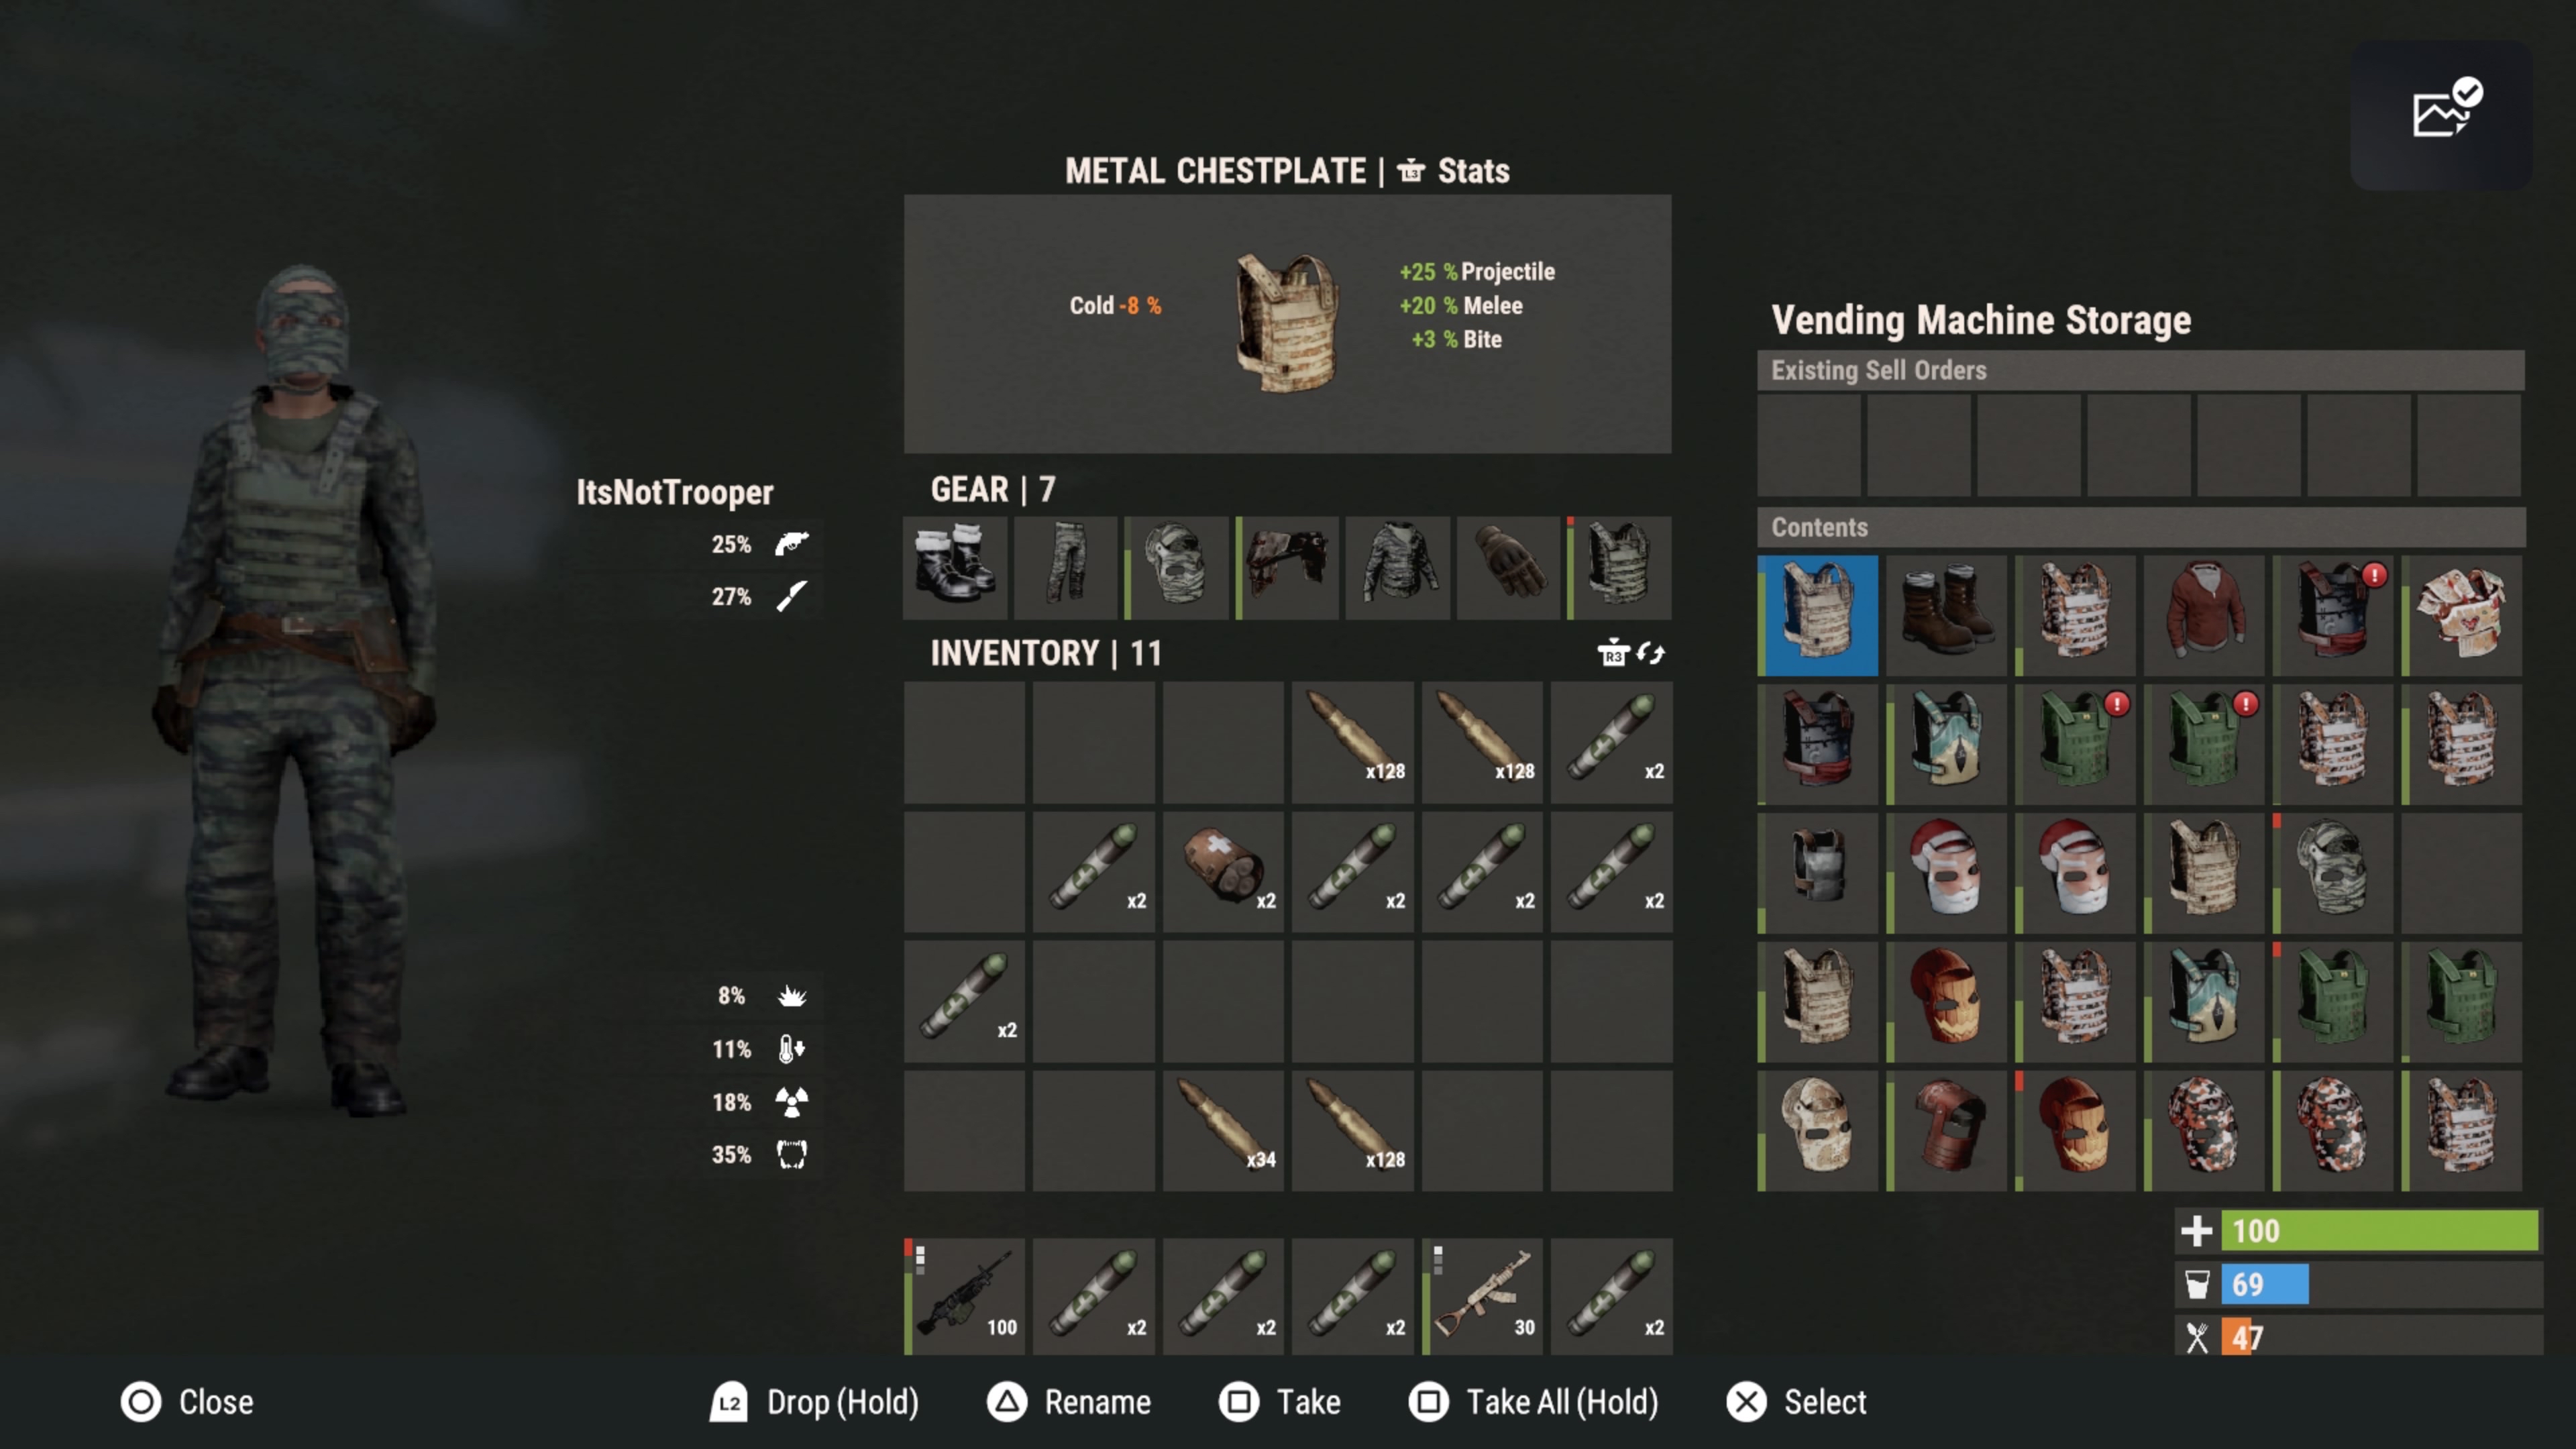 METAL CHESTPLATE | L3 Stats
Cold -8 %
+25 % Projectile
+20 % Melee
+3 % Bite
Vending Machine Storage
Existing Sell Orders
ItsNotTrooper
25%
27%
GEAR | 7
Contents
INVENTORY | 11
R3
x128
x128
x2
x2
x2
x2
x2
x2
x2
8%
11%
18%
35%
x34
x128
100
x2
x2
x2
30
x2
100
69
47
Close
L2 Drop (Hold)
Rename
Take
Take All (Hold)
Select